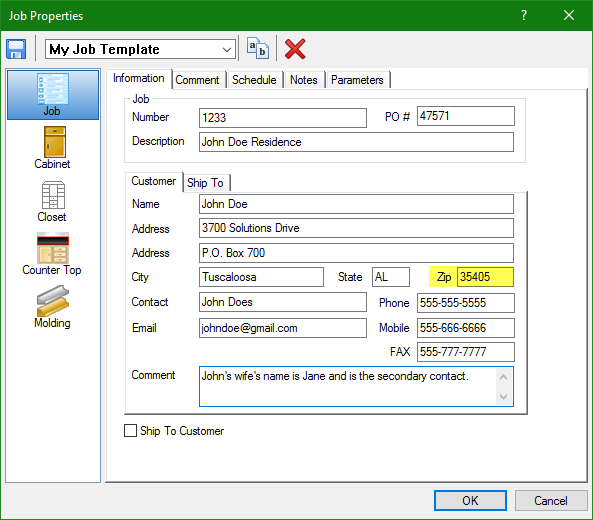 Job Properties
?
My Job Template
a b
Job
Cabinet
Closet
Counter Top
Molding
Information Comment Schedule Notes Parameters
Job
Number 1233 PO # 47571
Description John Doe Residence
Customer Ship To
Name John Doe
Address 3700 Solutions Drive
Address P.O. Box 700
City Tuscaloosa State AL Zip 35405
Contact John Does Phone 555-555-5555
Email johndoe@gmail.com Mobile 555-666-6666
FAX 555-777-7777
Comment John's wife's name is Jane and is the secondary contact.
Ship To Customer
OK Cancel